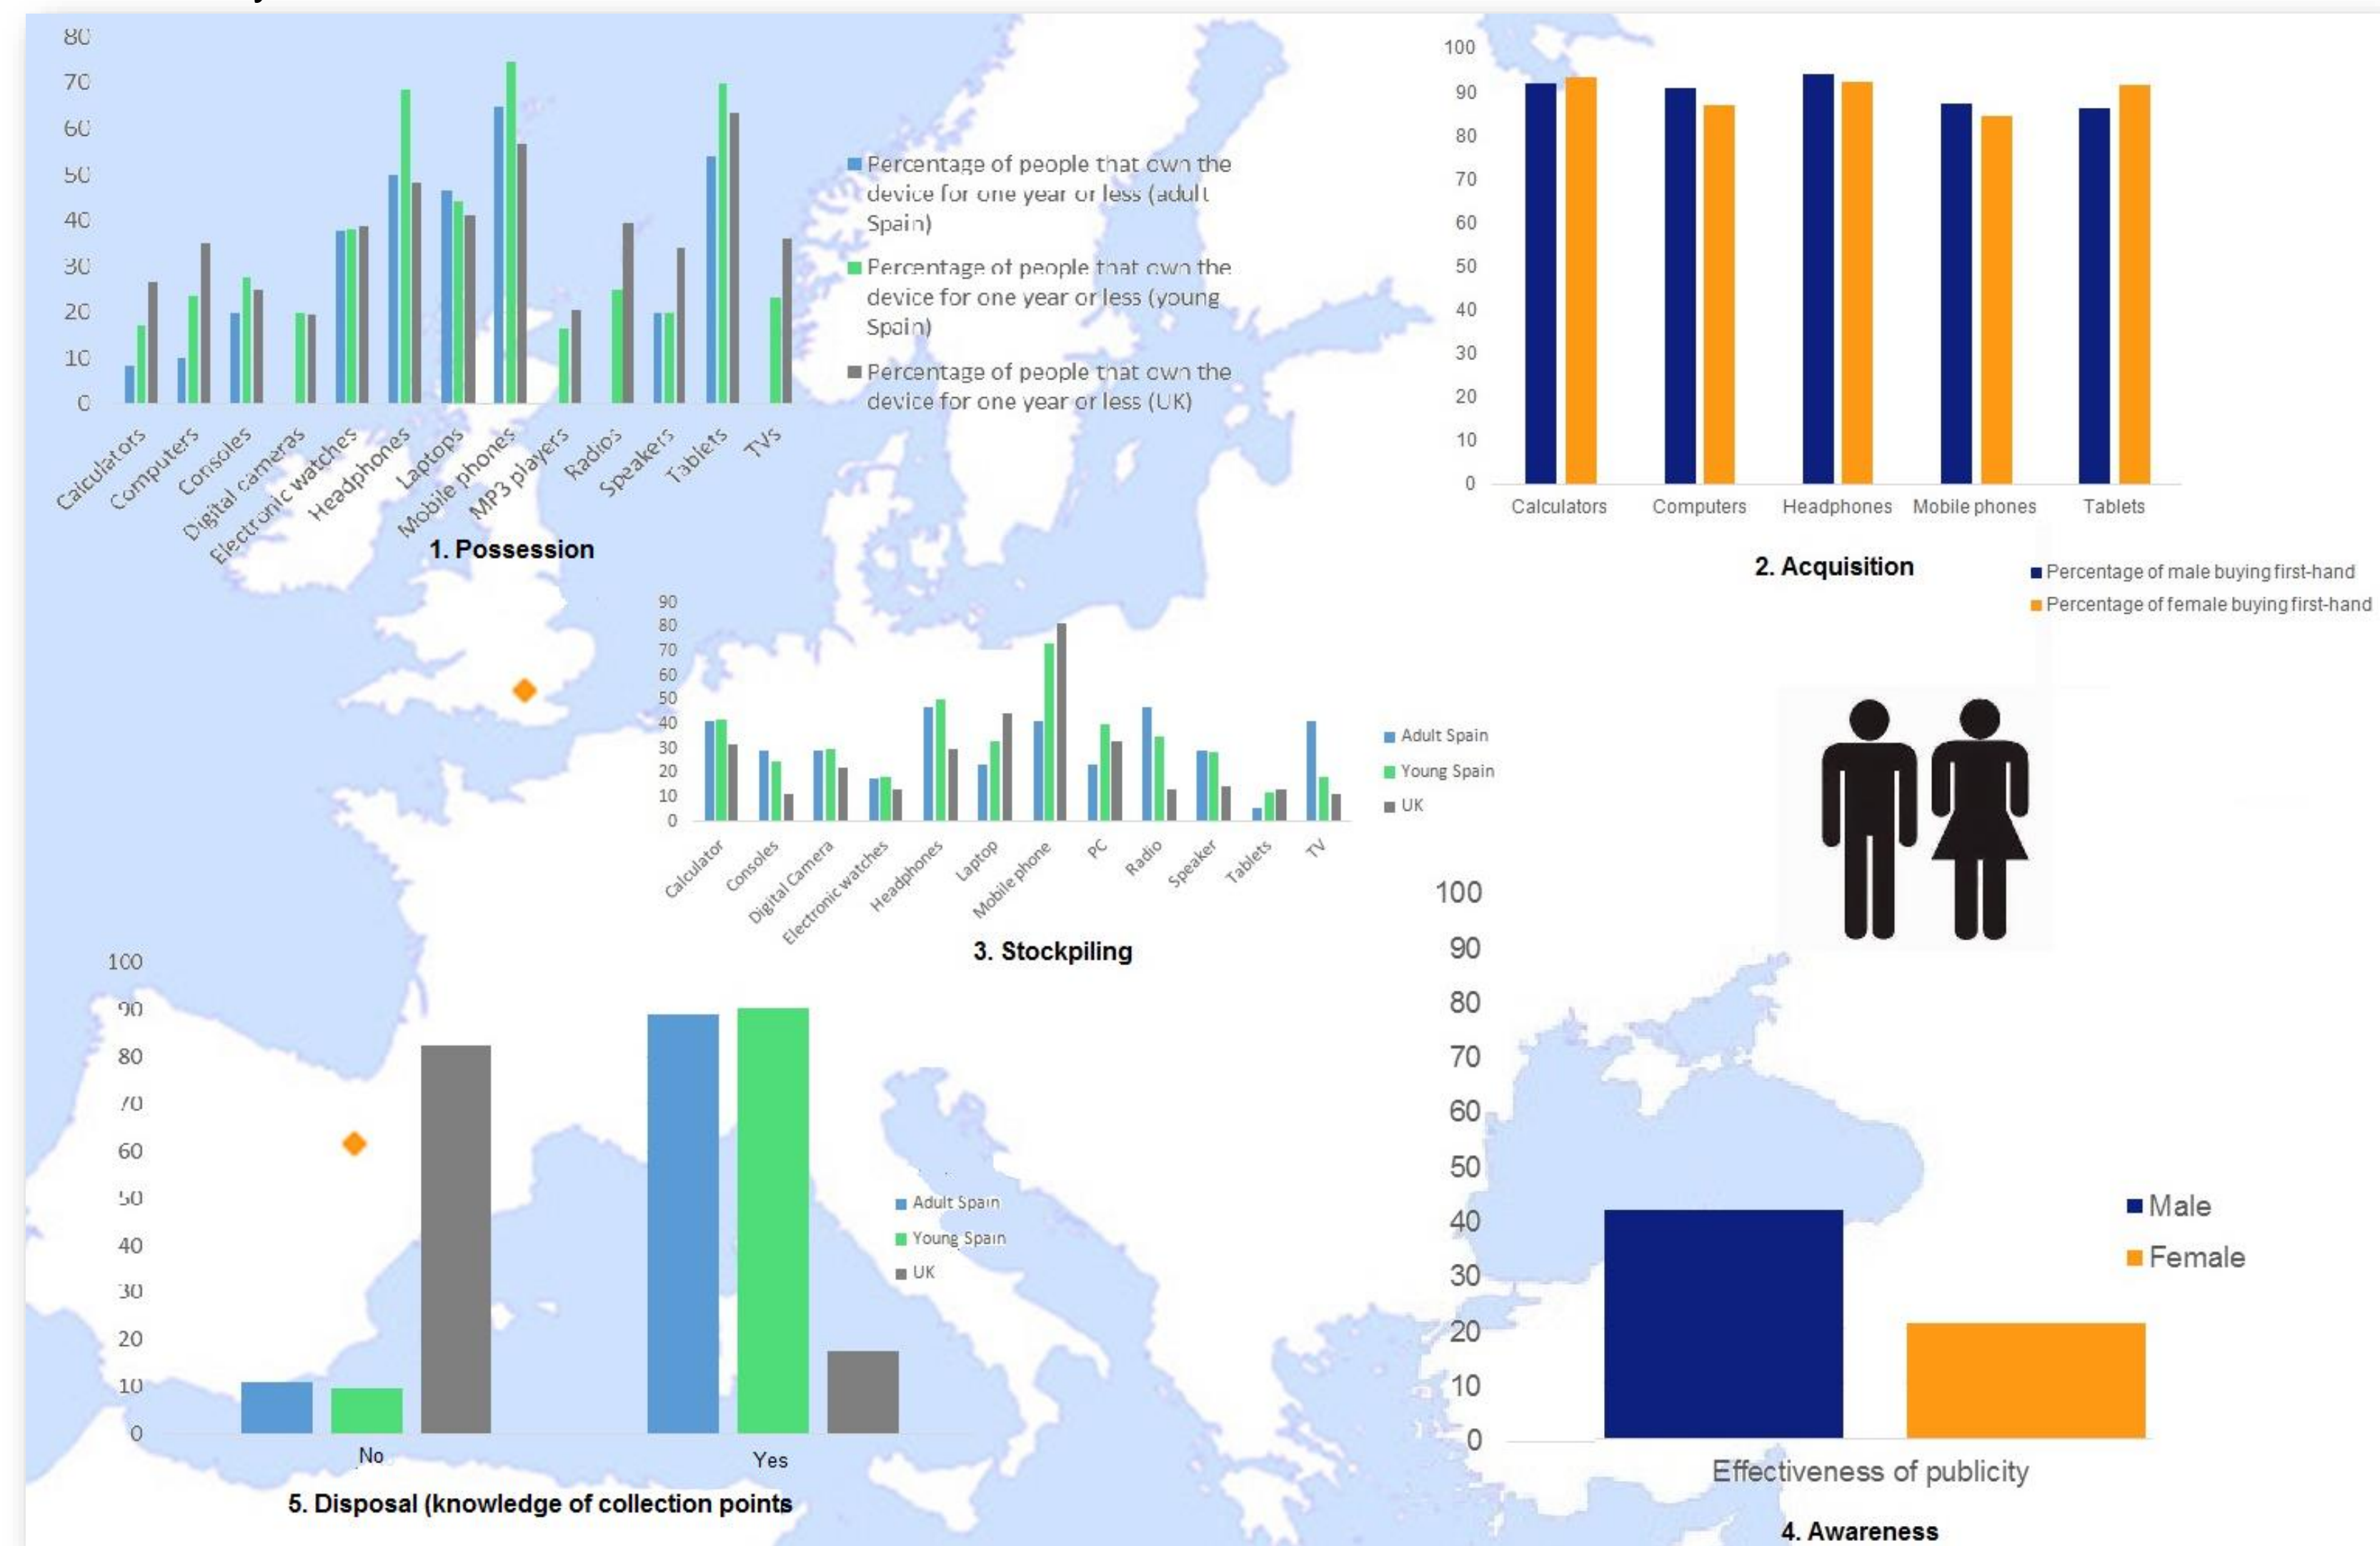 80
70
60
50
40
30
20
10
0
Calculators
Computers
Consoles
Digital cameras
Electronic watches
Headphones
Laptops
Mobile phones
MP3 players
Radios
Speakers
Tablets
TVs
Percentage of people that own the
device for one year or less (adult
Spain)
Percentage of people that own the
device for one year or less (young
Spain)
Percentage of people that own the
device for one year or less (UK)
1. Possession
100
90
80
70
60
50
40
30
20
10
0
Calculators
Computers
Headphones
Mobile phones
Tablets
2. Acquisition
Percentage of male buying first-hand
Percentage of female buying first-hand
90
80
70
60
50
40
30
20
10
0
Calculator
Consoles
Digital Camera
Electronic watches
Headphones
Laptop
Mobile phone
PC
Radio
Speaker
Tablets
TV
Adult Spain
Young Spain
UK
3. Stockpiling
100
90
80
70
60
50
40
30
20
10
0
No
Yes
Adult Spain
Young Spain
UK
5. Disposal (knowledge of collection points
100
90
80
70
60
50
40
30
20
10
0
Male
Female
Effectiveness of publicity
4. Awareness